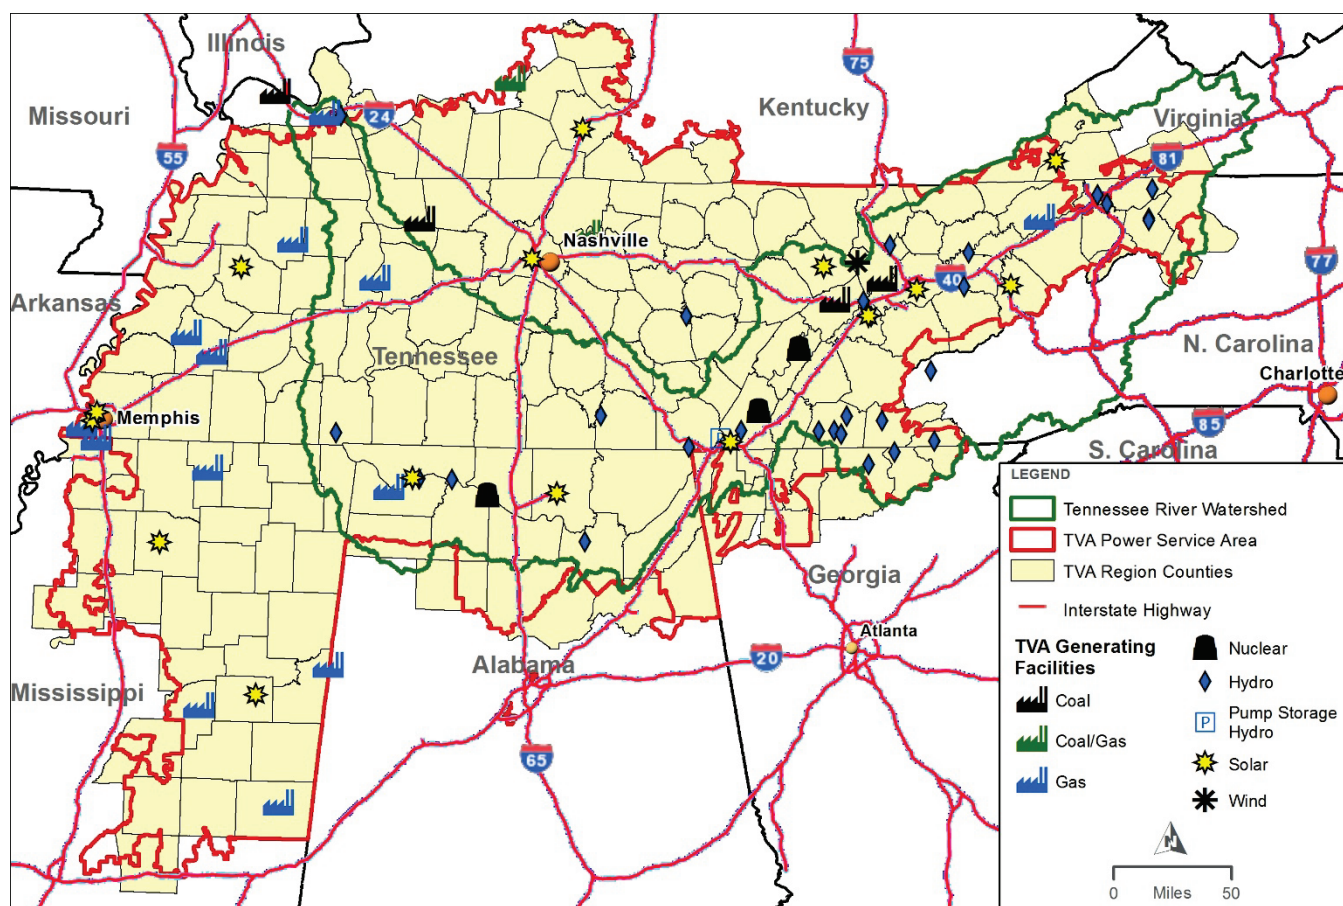 Illinois
Missouri
Kentucky
Virginia
75
24
55
81
Nashville
77
40
Arkansas
Tennessee
N. Carolina
Charlotte
Memphis
85
S. Carolina
P
Georgia
Atlanta
Alabama
20
Mississippi
65
LEGEND
Tennessee River Watershed
TVA Power Service Area
TVA Region Counties
Interstate Highway
TVA Generating
Facilities
Coal
Coal/Gas
Gas
Nuclear
Hydro
P
Pump Storage
Hydro
Solar
Wind
N
0 Miles 50